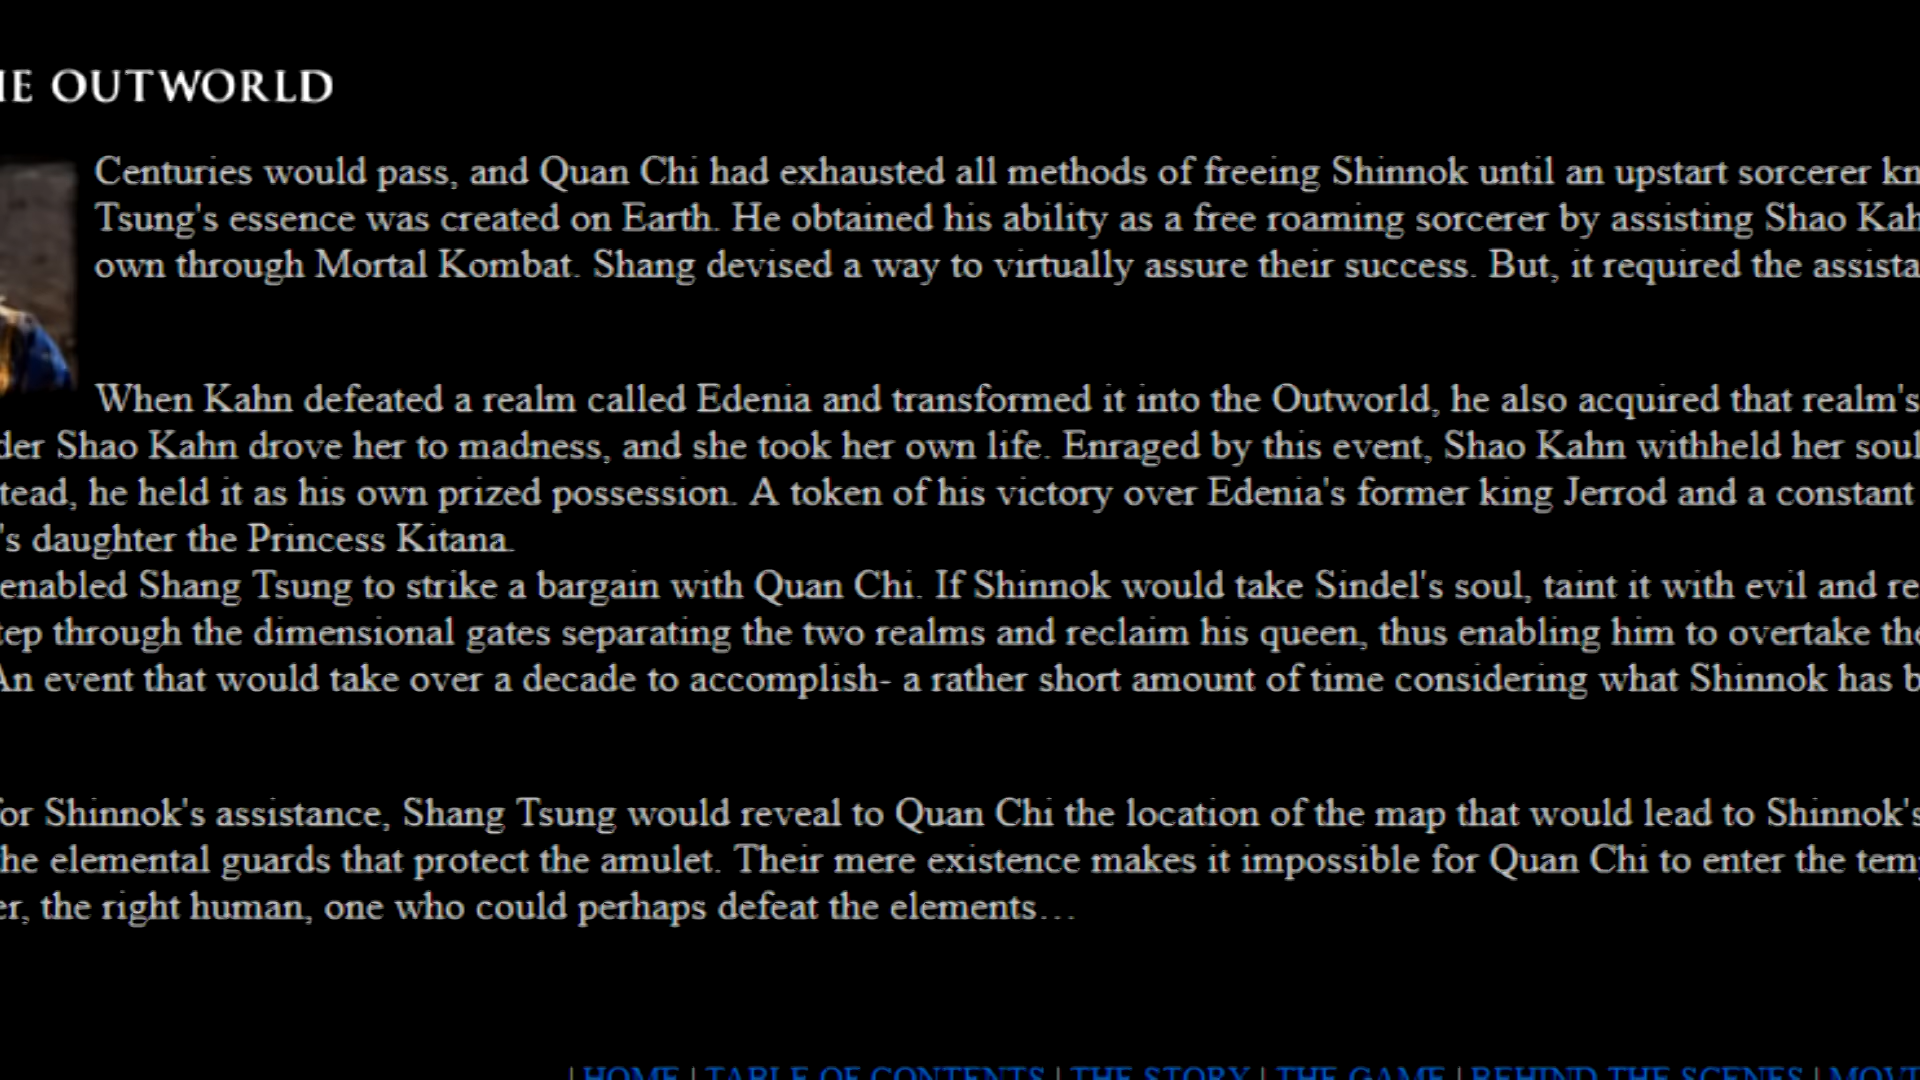 HE OUTWORLD
Centuries would pass, and Quan Chi had exhausted all methods of freeing Shinnok until an upstart sorcerer kn
Tsung's essence was created on Earth. He obtained his ability as a free roaming sorcerer by assisting Shao Kah
own through Mortal Kombat. Shang devised a way to virtually assure their success. But, it required the assista
When Kahn defeated a realm called Edenia and transformed it into the Outworld, he also acquired that realm's
der Shao Kahn drove her to madness, and she took her own life. Enraged by this event, Shao Kahn withheld her soul
tead, he held it as his own prized possession. A token of his victory over Edenia's former king Jerrod and a constant
's daughter the Princess Kitana.
enabled Shang Tsung to strike a bargain with Quan Chi. If Shinnok would take Sindel's soul, taint it with evil and re
tep through the dimensional gates separating the two realms and reclaim his queen, thus enabling him to overtake the
An event that would take over a decade to accomplish- a rather short amount of time considering what Shinnok has b
for Shinnok's assistance, Shang Tsung would reveal to Quan Chi the location of the map that would lead to Shinnok's
he elemental guards that protect the amulet. Their mere existence makes it impossible for Quan Chi to enter the temp
er, the right human, one who could perhaps defeat the elements…
| HOME | TABLE OF CONTENTS | THE STORY | THE GAME | BEHIND THE SCENES | MOVI